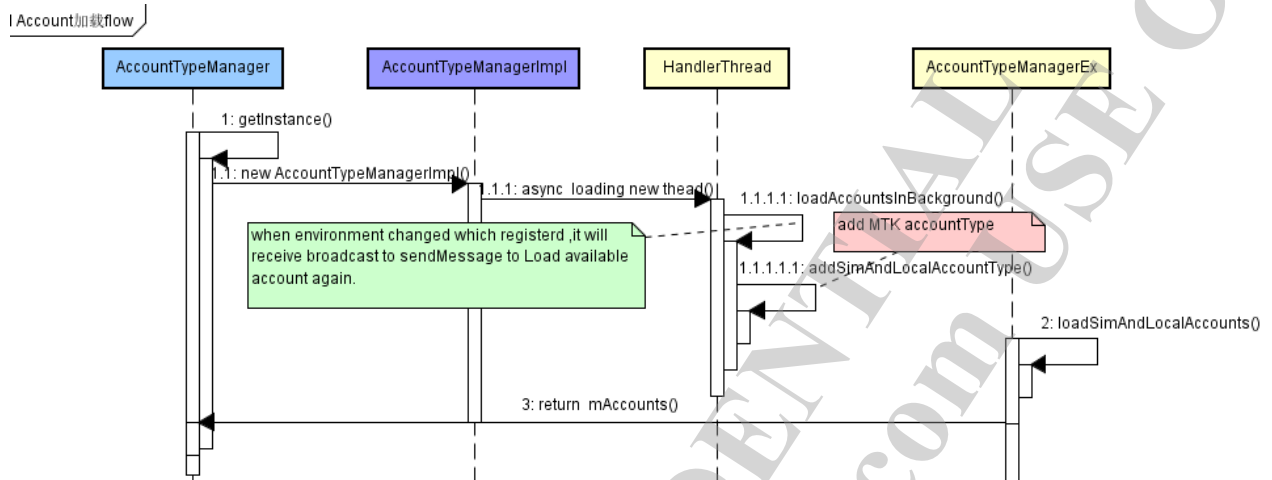 l Account加载flow
AccountTypeManager
AccountTypeManagerImpl
HandlerThread
AccountTypeManagerEx
1: getInstance()
1.1: new AccountTypeManagerImpl()
1.1.1: async loading new thead()
1.1.1.1: loadAccountsInBackground()
add MTK accountType
when environment changed which registerd ,it will
receive broadcast to sendMessage to Load available
account again.
1.1.1.1.1: addSimAndLocalAccountType()
2: loadSimAndLocalAccounts()
3: return mAccounts()
DENTIAL
com USE O